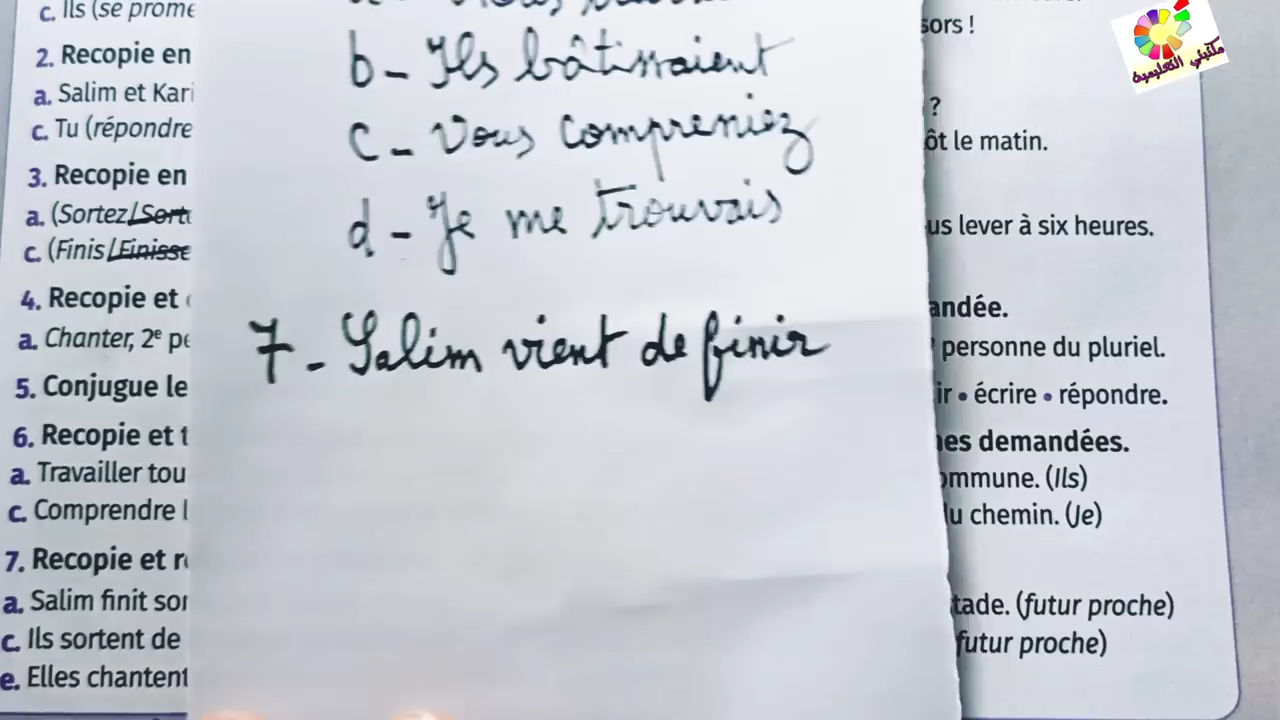 c. Ils (se prome
2. Recopie en
a. Salim et Kari
c. Tu (répondre
3. Recopie en
a. (Sortez/Sort
c. (Finis/Finisse
4. Recopie et
a. Chanter, 2e pe
5. Conjugue le
6. Recopie et t
a. Travailler tou
c. Comprendre l
7. Recopie et r
a. Salim finit son
c. Ils sortent de
e. Elles chantent
b - Ils bâtissaient
c - Vous compreniez
d - Je me trouvais
7 - Salim vient de finir
sors !
?
ôt le matin.
us lever à six heures.
andée.
personne du pluriel.
ir • écrire • répondre.
es demandées.
ommune. (Ils)
u chemin. (Je)
tade. (futur proche)
futur proche)
مكتبتي التعليمية